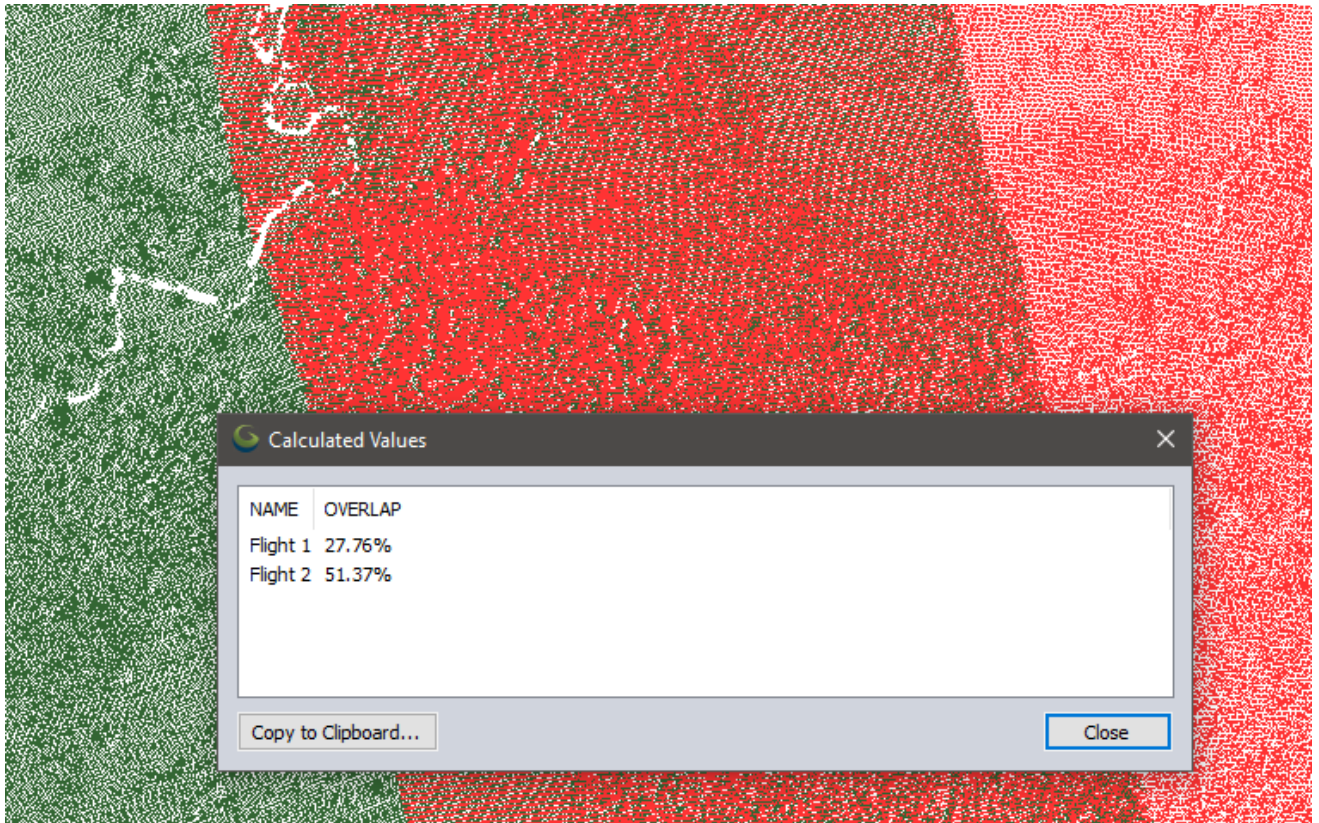 Calculated Values
NAME OVERLAP
Flight 1 27.76%
Flight 2 51.37%
Copy to Clipboard... Close